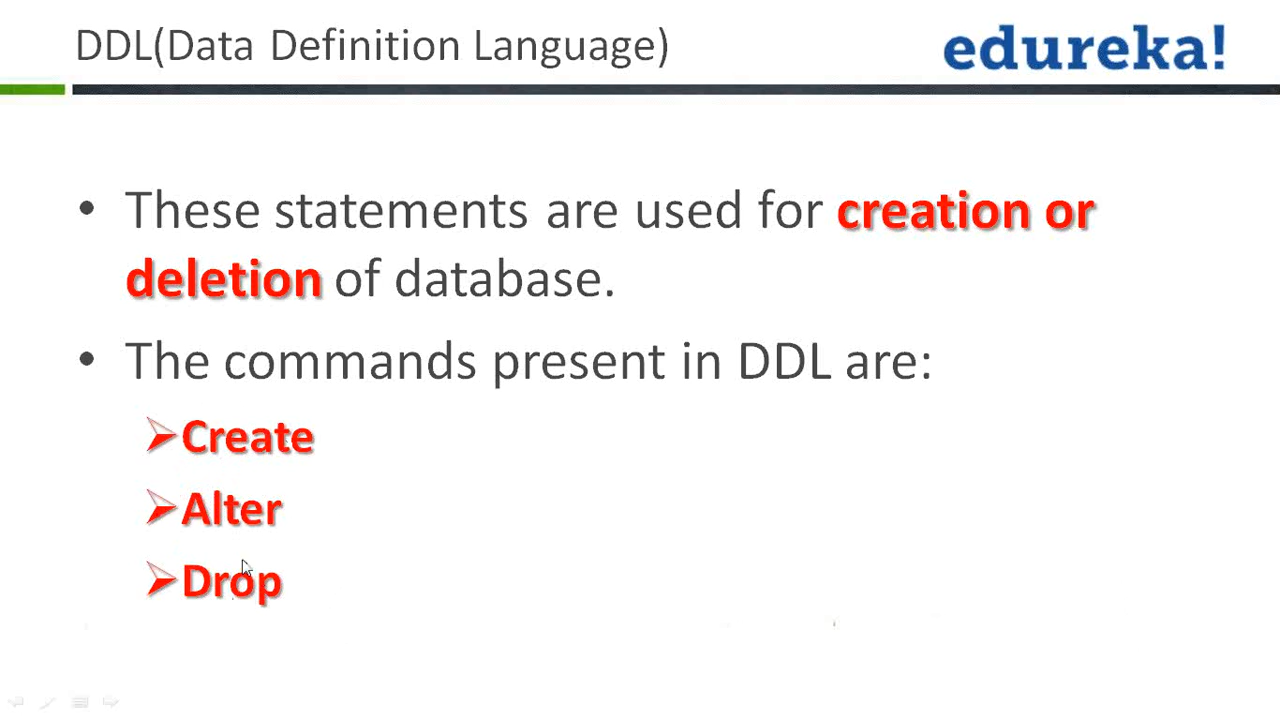 DDL(Data Definition Language)
edureka!
• These statements are used for creation or
deletion of database.
• The commands present in DDL are:
➢Create
➢Alter
➢Drop